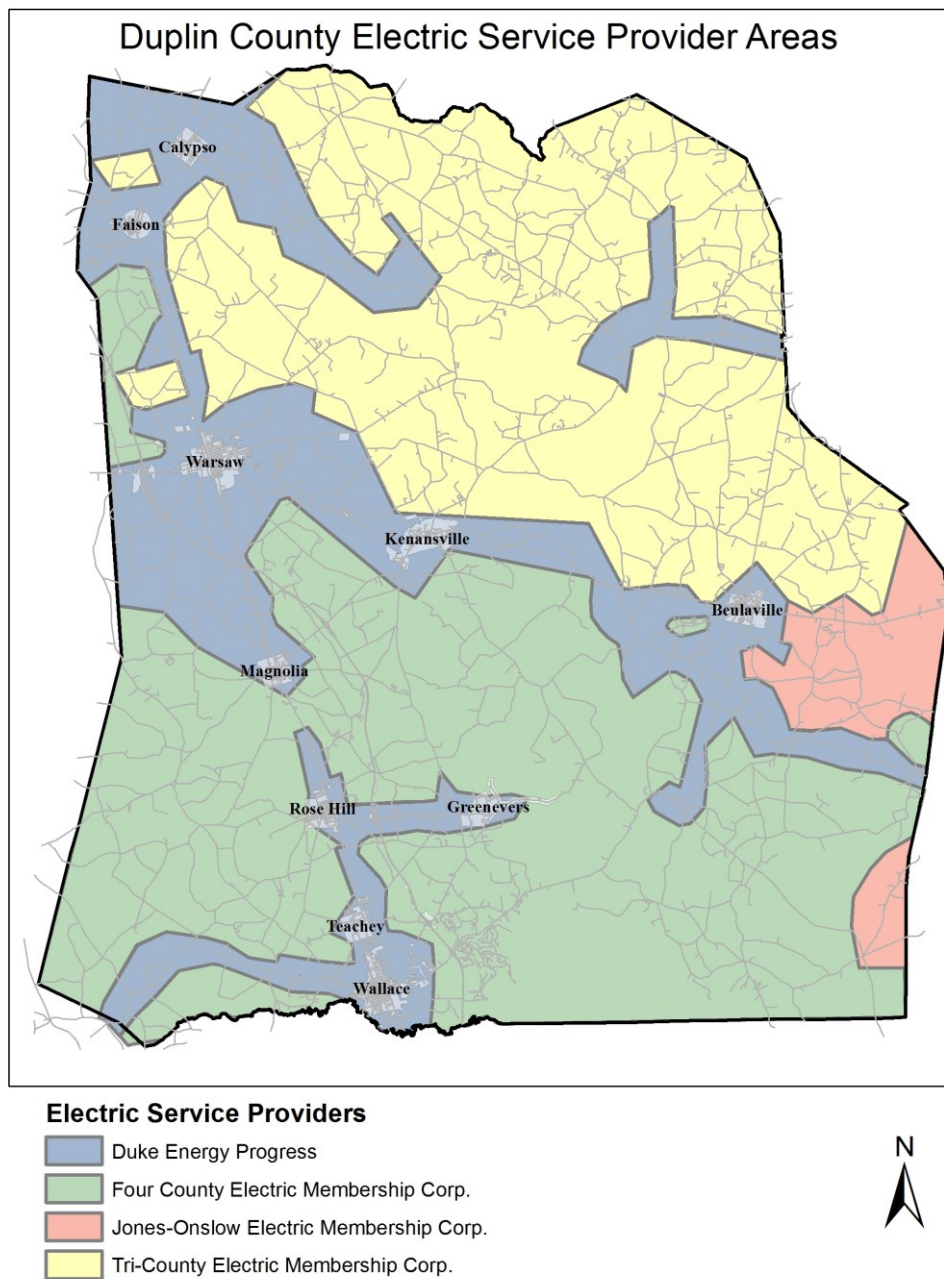 Duplin County Electric Service Provider Areas
Calypso
Faison
Warsaw
Kenansville
Beulaville
Magnolia
Rose Hill
Greenevers
Teachey
Wallace
Electric Service Providers
Duke Energy Progress
Four County Electric Membership Corp.
Jones-Onslow Electric Membership Corp.
Tri-County Electric Membership Corp.
N